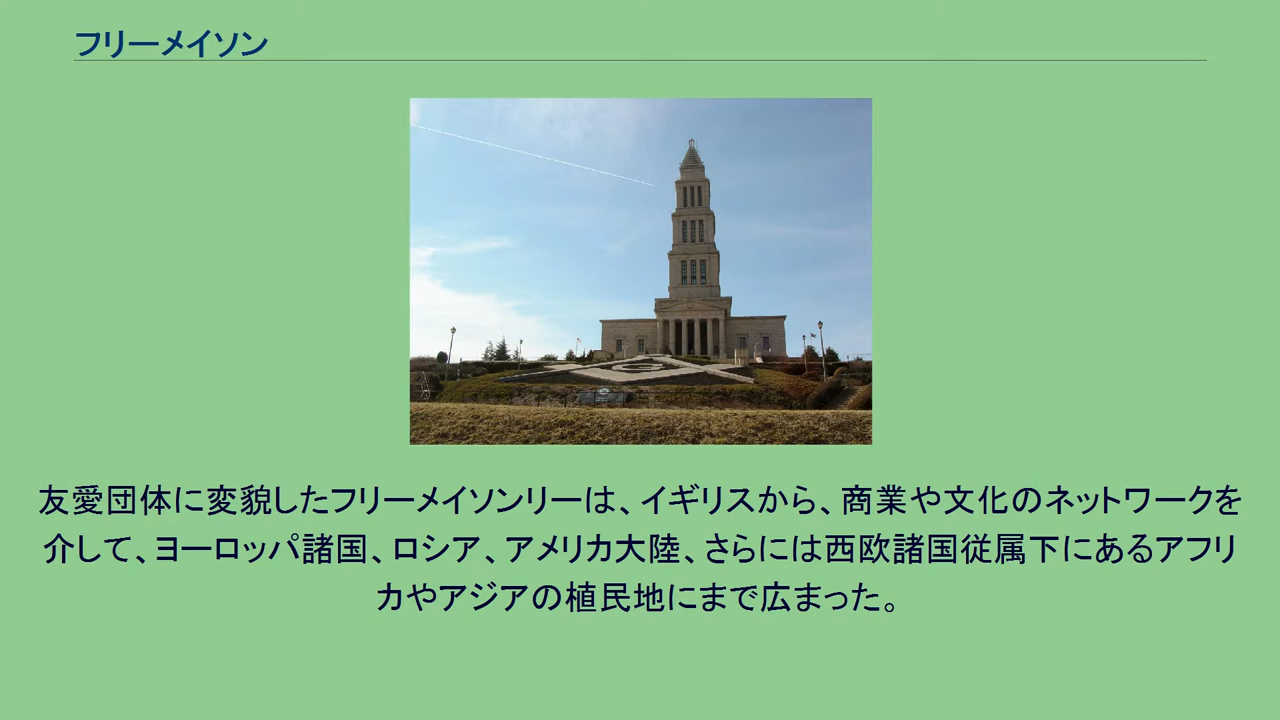 フリーメイソン
G
友愛団体に変貌したフリーメイソンリーは、イギリスから、商業や文化のネットワークを
介して、ヨーロッパ諸国、ロシア、アメリカ大陸、さらには西欧諸国従属下にあるアフリ
カやアジアの植民地にまで広まった。